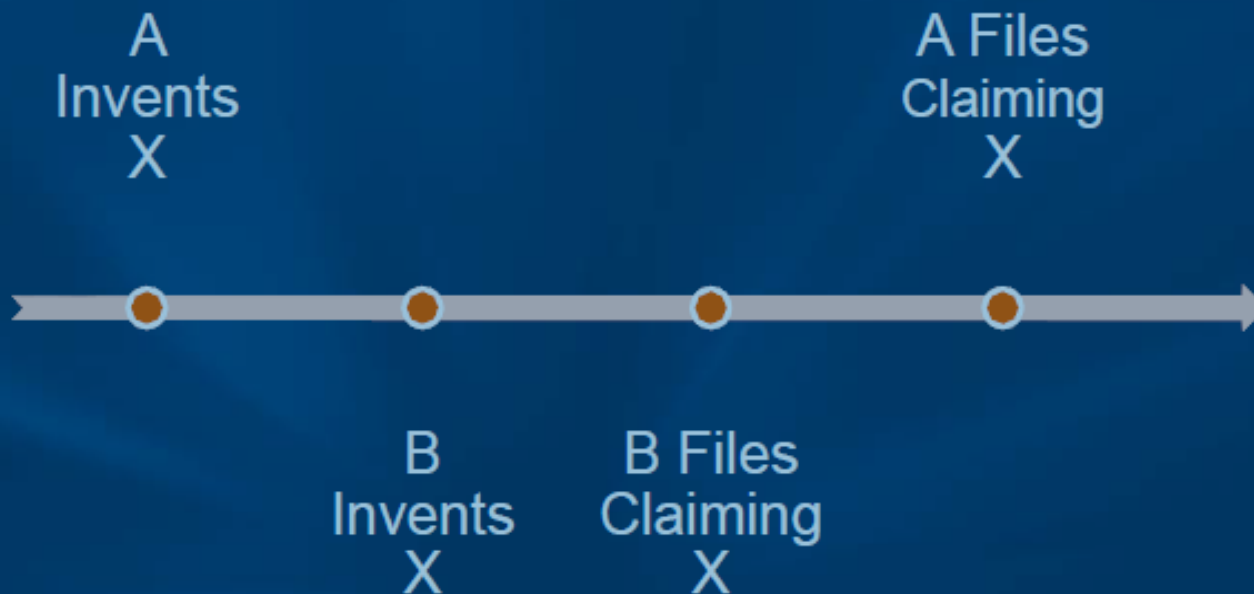 A
Invents
X
A Files
Claiming
X
B
Invents
X
B Files
Claiming
X